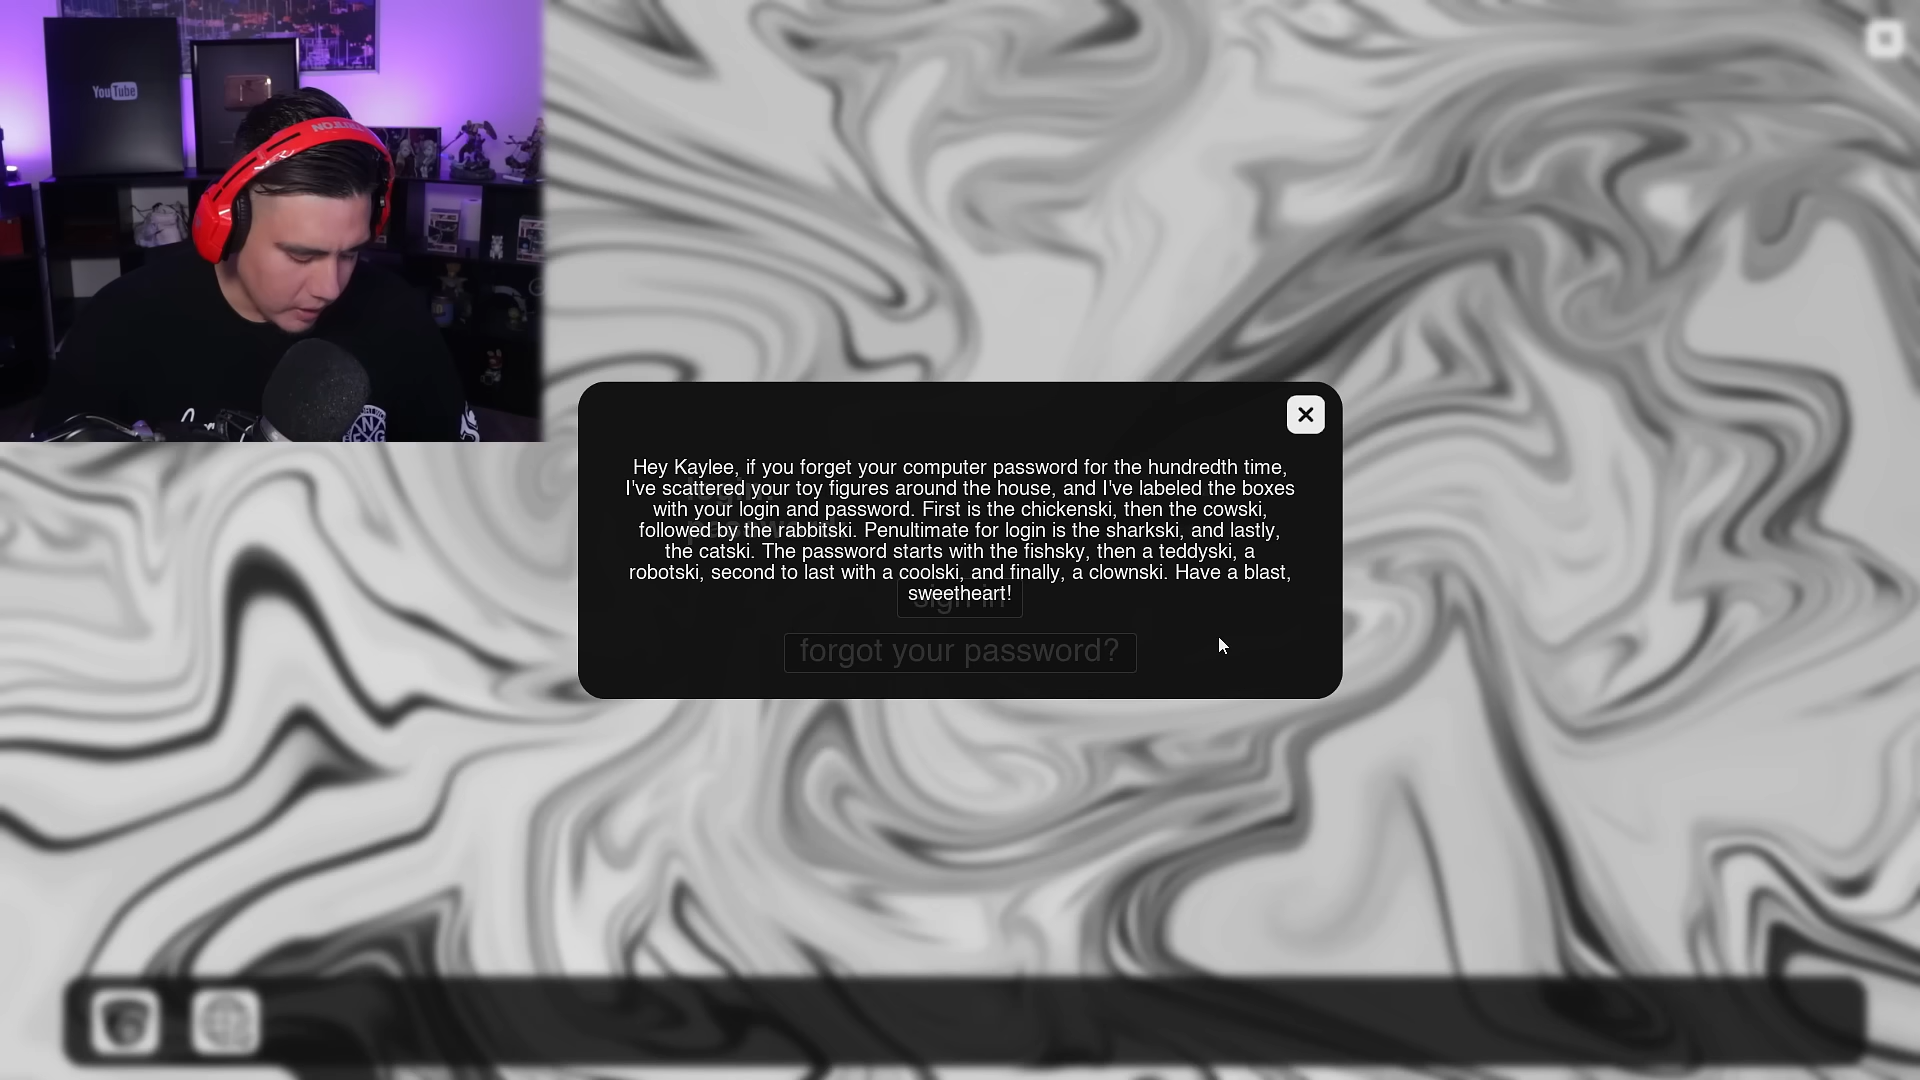 YouTube
Hey Kaylee, if you forget your computer password for the hundredth time,
I've scattered your toy figures around the house, and I've labeled the boxes
with your login and password. First is the chickenski, then the cowski,
followed by the rabbitski. Penultimate for login is the sharkski, and lastly,
the catski. The password starts with the fishsky, then a teddyski, a
robotski, second to last with a coolski, and finally, a clownski. Have a blast,
sweetheart!
sign in
forgot your password?